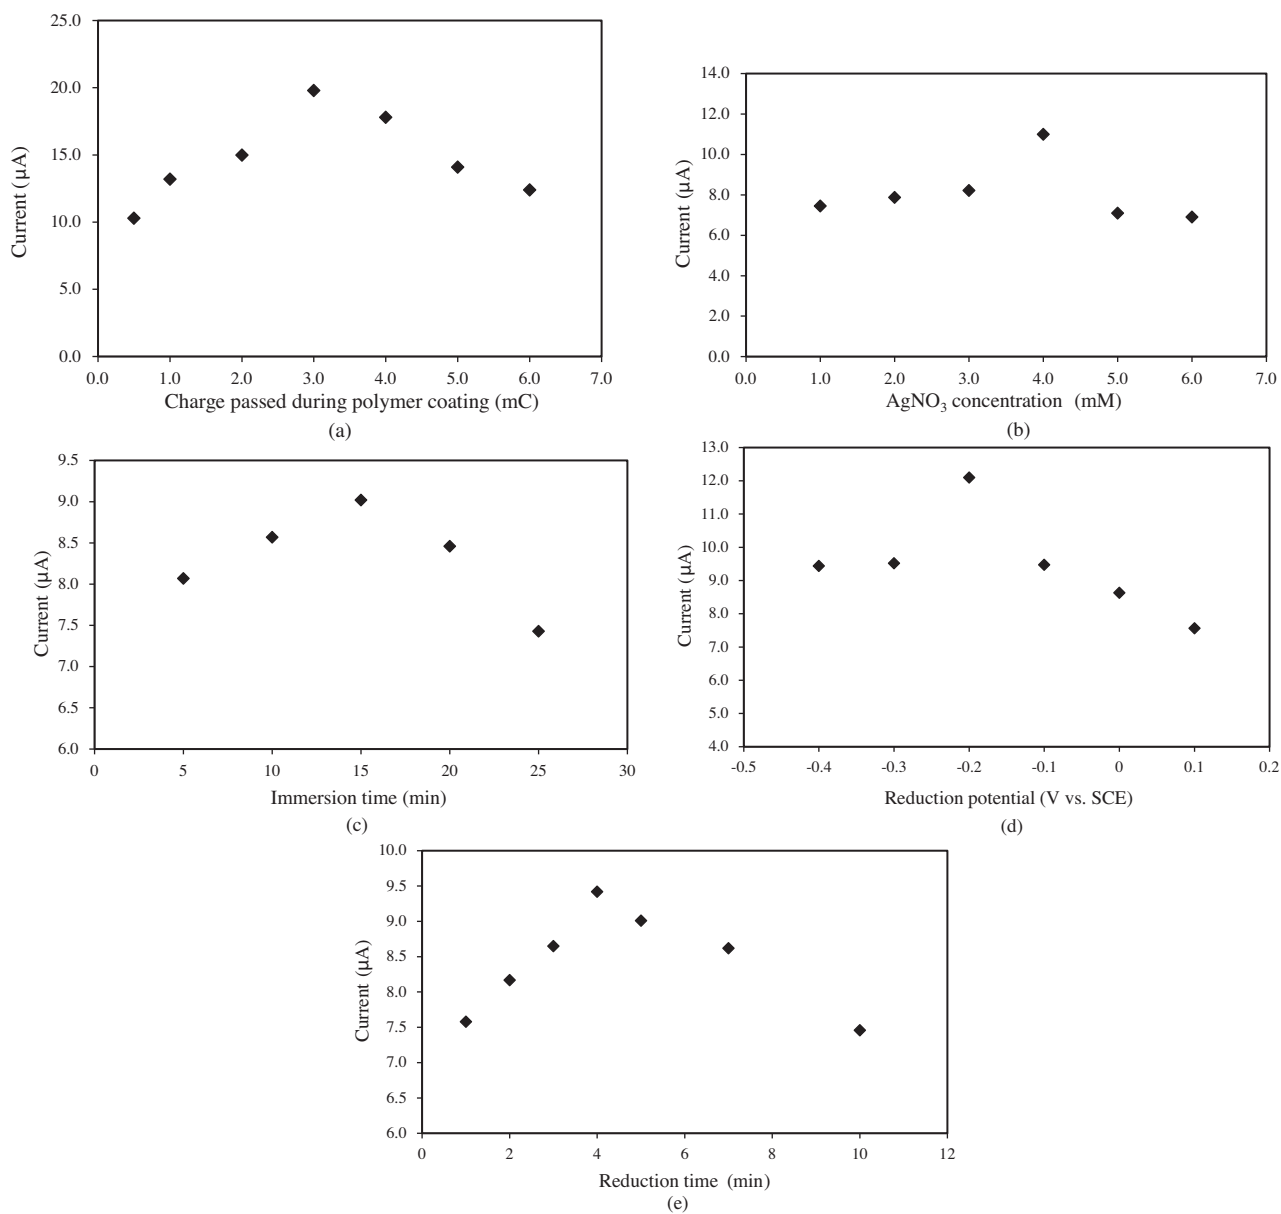 25.0
20.0
15.0
10.0
5.0
0.0
Current (μA)
0.0 1.0 2.0 3.0 4.0 5.0 6.0 7.0
Charge passed during polymer coating (mC)
(a)
14.0
12.0
10.0
8.0
6.0
4.0
2.0
0.0
Current (μA)
0.0 1.0 2.0 3.0 4.0 5.0 6.0 7.0
AgNO3 concentration (mM)
(b)
9.5
9.0
8.5
8.0
7.5
7.0
6.5
6.0
Current (μA)
0 5 10 15 20 25 30
Immersion time (min)
(c)
13.0
12.0
11.0
10.0
9.0
8.0
7.0
6.0
5.0
4.0
Current (μA)
-0.5 -0.4 -0.3 -0.2 -0.1 0 0.1 0.2
Reduction potential (V vs. SCE)
(d)
10.0
9.5
9.0
8.5
8.0
7.5
7.0
6.5
6.0
Current (μA)
0 2 4 6 8 10 12
Reduction time (min)
(e)